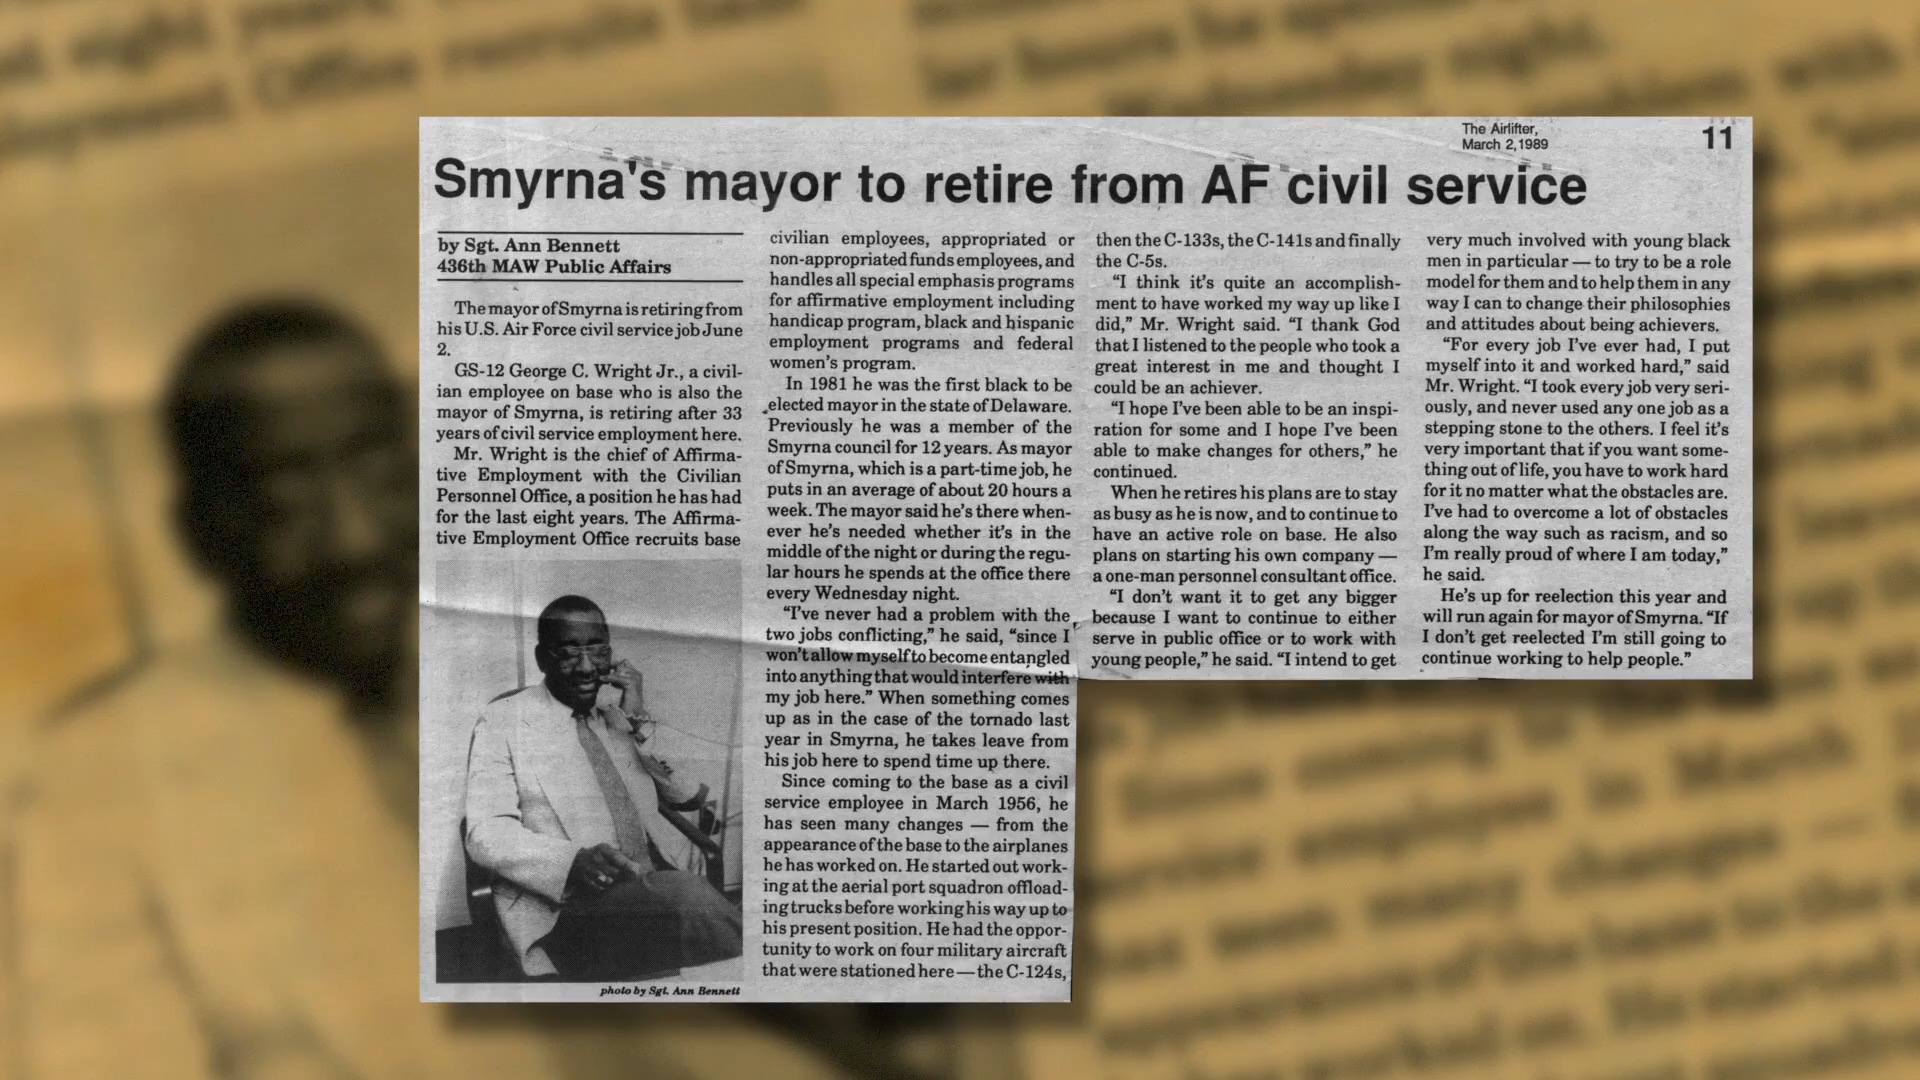 The Airlifter,
March 2, 1989
11
Smyrna's mayor to retire from AF civil service
by Sgt. Ann Bennett
436th MAW Public Affairs
The mayor of Smyrna is retiring from
his U.S. Air Force civil service job June
2.
GS-12 George C. Wright Jr., a civil-
ian employee on base who is also the
mayor of Smyrna, is retiring after 33
years of civil service employment here.
Mr. Wright is the chief of Affirma-
tive Employment with the Civilian
Personnel Office, a position he has had
for the last eight years. The Affirma-
tive Employment Office recruits base
photo by Sgt. Ann Bennett
civilian employees, appropriated or
non-appropriated funds employees, and
handles all special emphasis programs
for affirmative employment including
handicap program, black and hispanic
employment programs and federal
women's program.
In 1981 he was the first black to be
elected mayor in the state of Delaware.
Previously he was a member of the
Smyrna council for 12 years. As mayor
of Smyrna, which is a part-time job, he
puts in an average of about 20 hours a
week. The mayor said he's there when-
ever he's needed whether it's in the
middle of the night or during the regu-
lar hours he spends at the office there
every Wednesday night.
"I've never had a problem with the
two jobs conflicting," he said, "since I
won't allow myself to become entangled
into anything that would interfere with
my job here." When something comes
up as in the case of the tornado last
year in Smyrna, he takes leave from
his job here to spend time up there.
Since coming to the base as a civil
service employee in March 1956, he
has seen many changes — from the
appearance of the base to the airplanes
he has worked on. He started out work-
ing at the aerial port squadron offload-
ing trucks before working his way up to
his present position. He had the oppor-
tunity to work on four military aircraft
that were stationed here — the C-124s,
then the C-133s, the C-141s and finally
the C-5s.
"I think it's quite an accomplish-
ment to have worked my way up like I
did," Mr. Wright said. "I thank God
that I listened to the people who took a
great interest in me and thought I
could be an achiever.
"I hope I've been able to be an inspi-
ration for some and I hope I've been
able to make changes for others," he
continued.
When he retires his plans are to stay
as busy as he is now, and to continue to
have an active role on base. He also
plans on starting his own company —
a one-man personnel consultant office.
"I don't want it to get any bigger
because I want to continue to either
serve in public office or to work with
young people," he said. "I intend to get
very much involved with young black
men in particular — to try to be a role
model for them and to help them in any
way I can to change their philosophies
and attitudes about being achievers.
"For every job I've ever had, I put
myself into it and worked hard," said
Mr. Wright. "I took every job very seri-
ously, and never used any one job as a
stepping stone to the others. I feel it's
very important that if you want some-
thing out of life, you have to work hard
for it no matter what the obstacles are.
I've had to overcome a lot of obstacles
along the way such as racism, and so
I'm really proud of where I am today,"
he said.
He's up for reelection this year and
will run again for mayor of Smyrna. "If
I don't get reelected I'm still going to
continue working to help people."